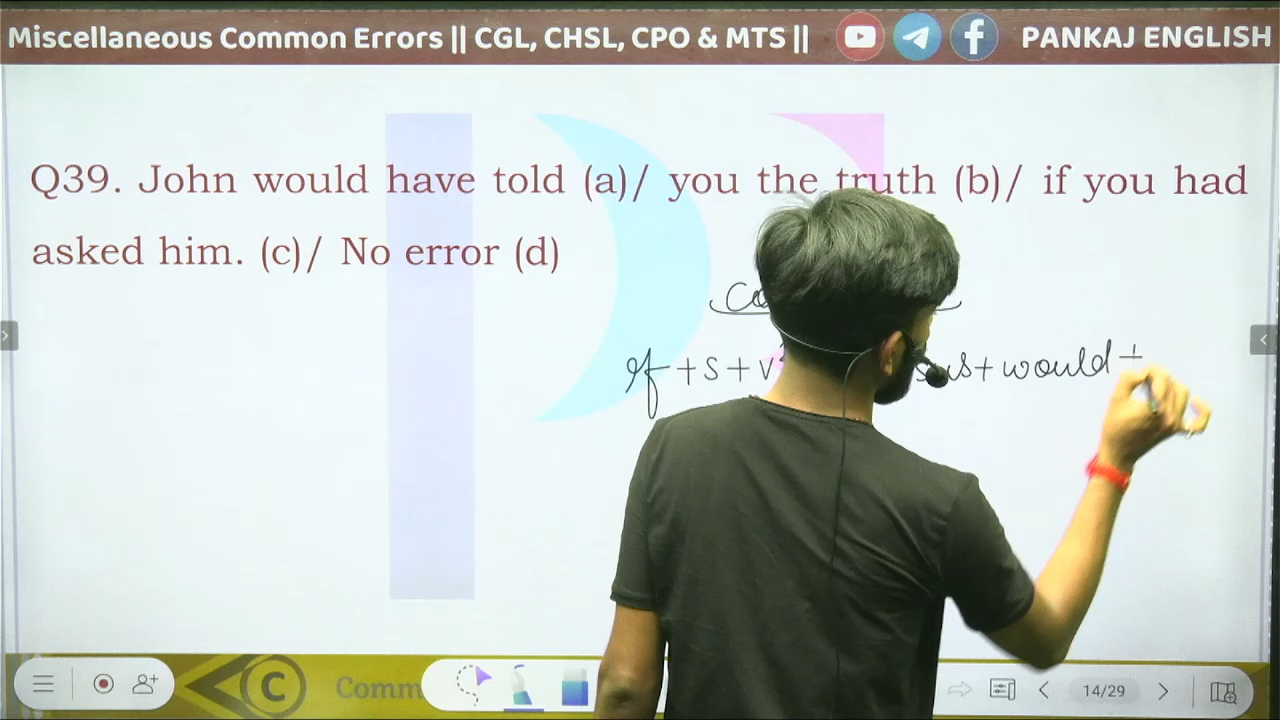 Miscellaneous Common Errors || CGL, CHSL, CPO & MTS || PANKAJ ENGLISH
Q39. John would have told (a)/ you the truth (b)/ if you had
asked him. (c)/ No error (d)
If + S + V
+ would +
C Comm
14/29